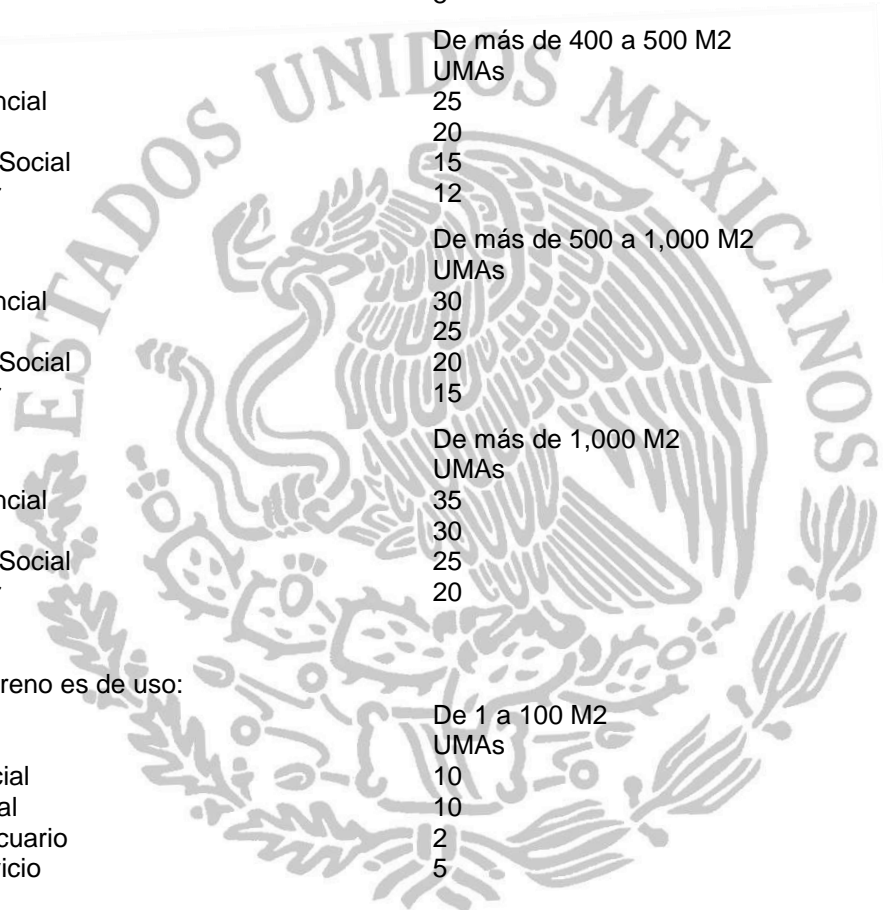 De más de 400 a 500 M2
UMAs
ncial 25
20
Social 15
12
De más de 500 a 1,000 M2
UMAs
ncial 30
25
Social 20
15
De más de 1,000 M2
UMAs
ncial 35
30
Social 25
20
reno es de uso:
De 1 a 100 M2
UMAs
cial 10
al 10
cuario 2
icio 5
ESTADOS UNIDOS MEXICANOS